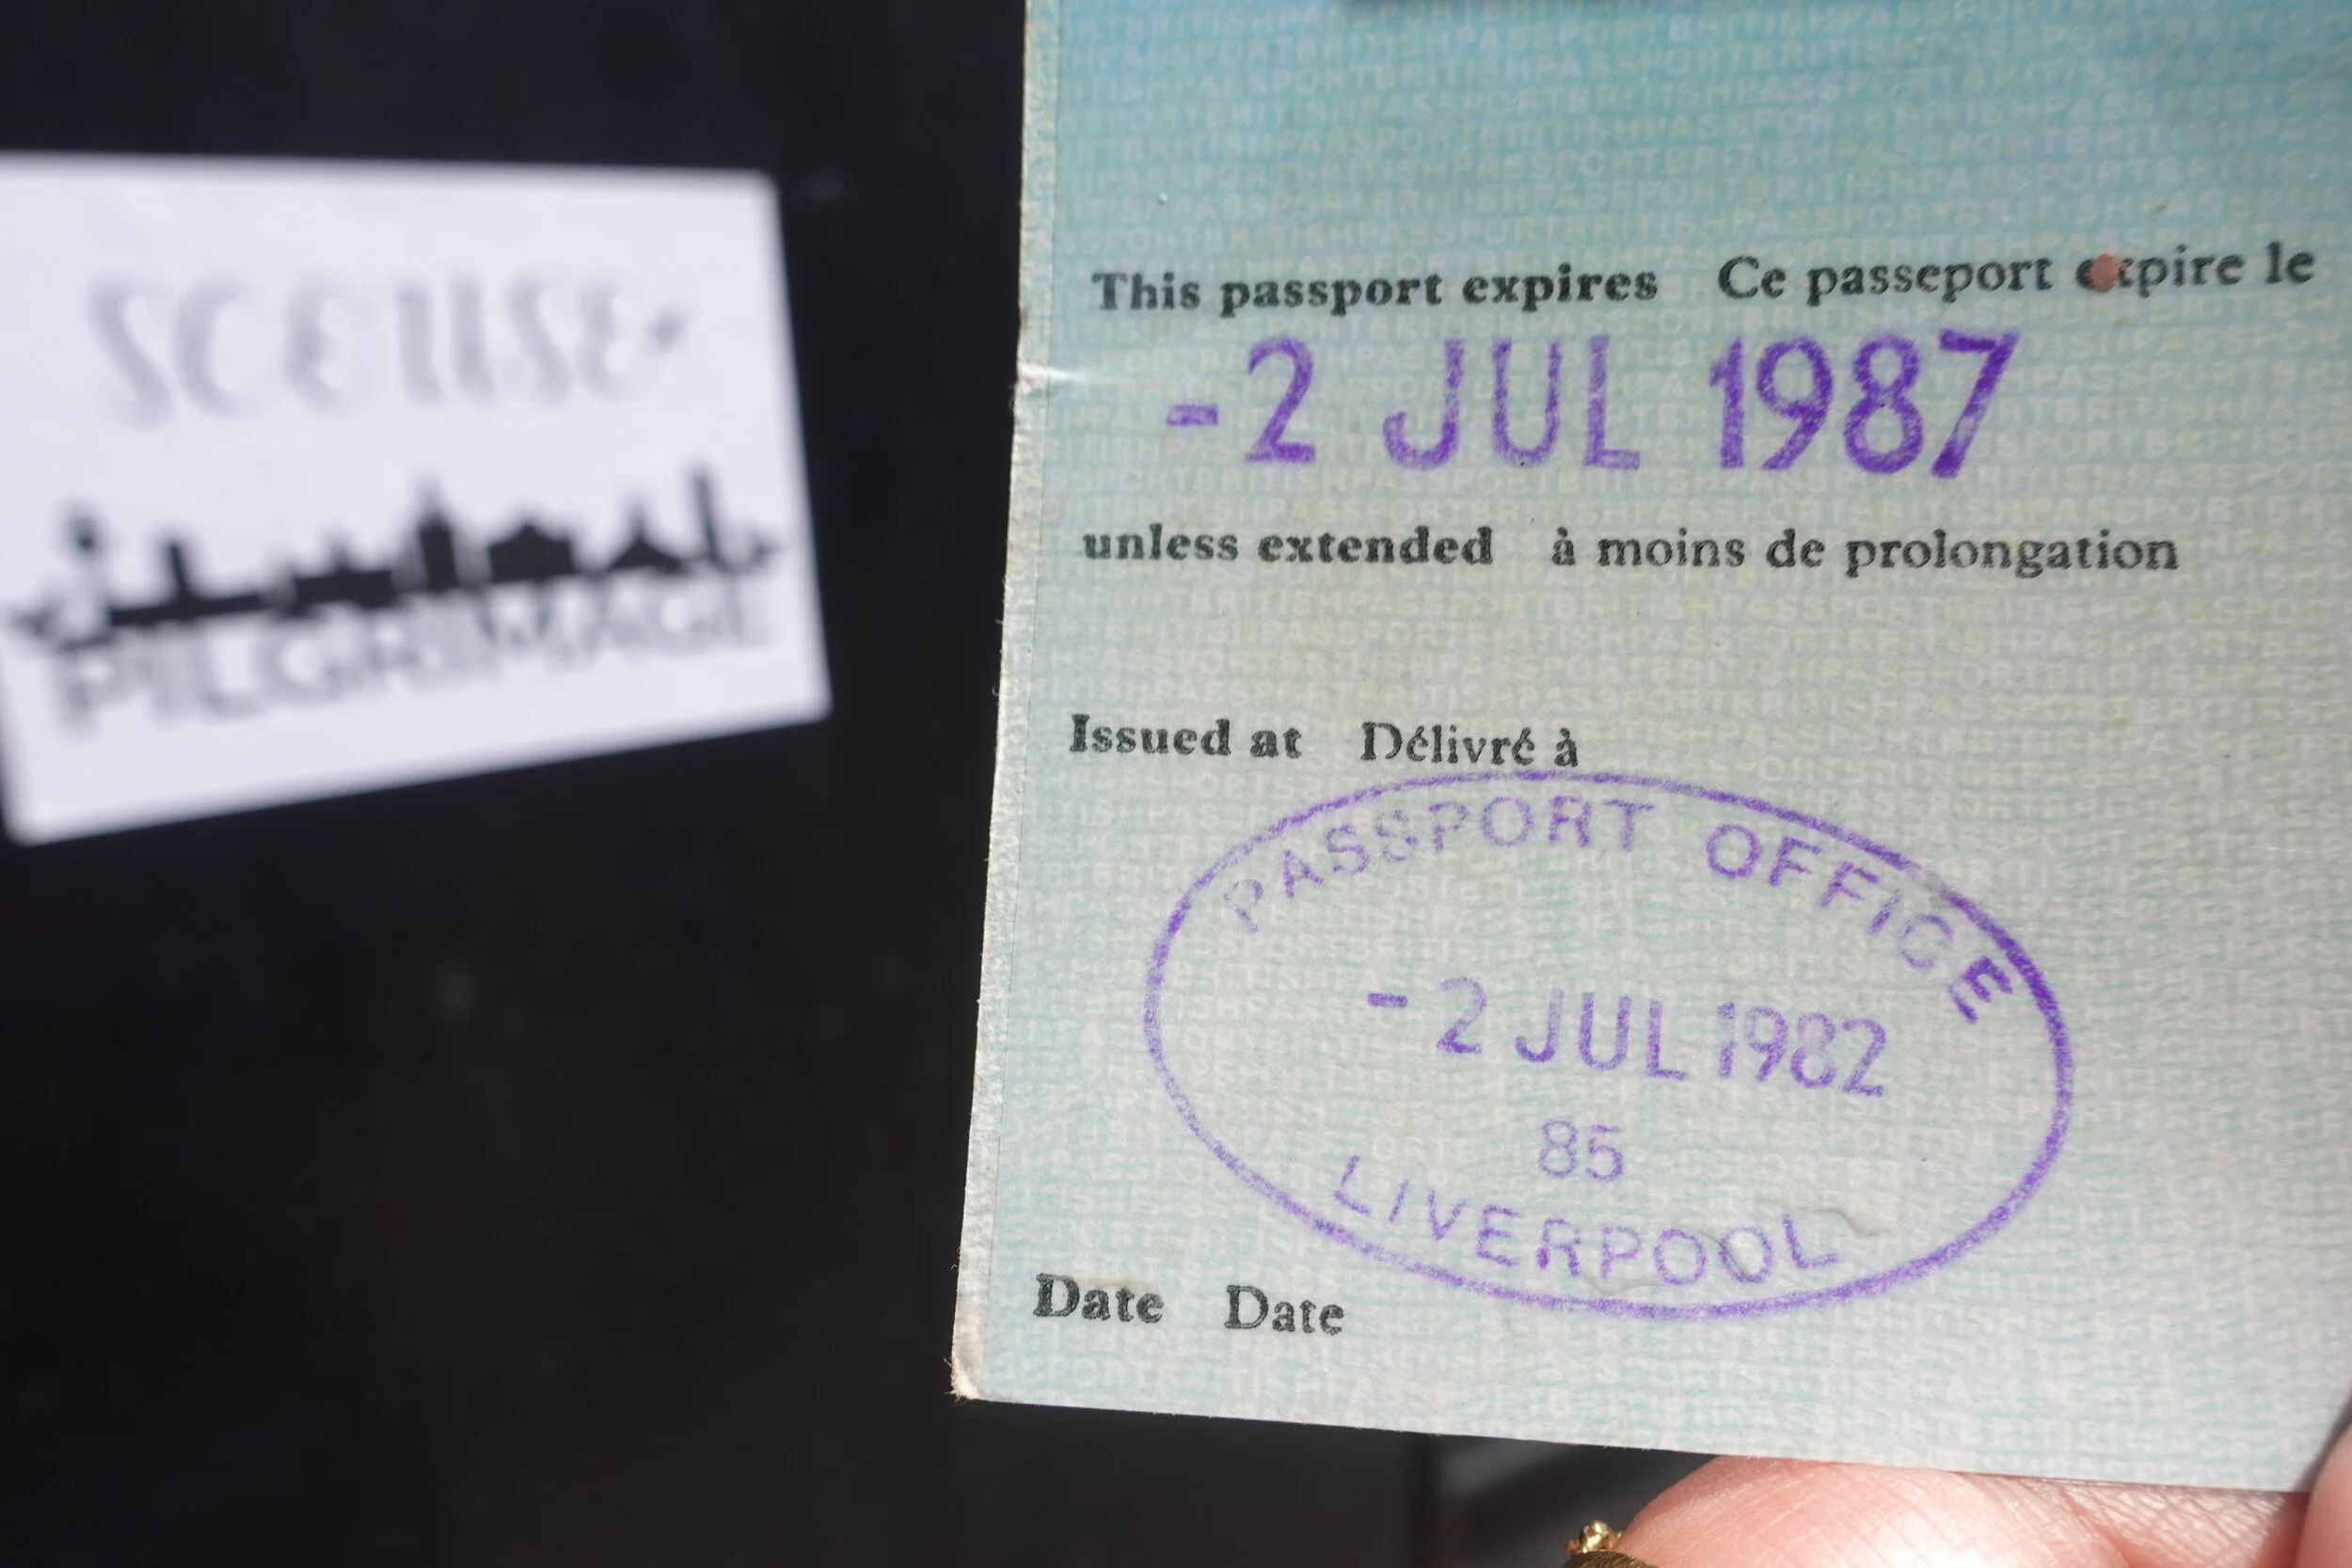 SCOUSE
PILGRIMAGE
This passport expires Ce passeport expire le
-2 JUL 1987
unless extended à moins de prolongation
Issued at Délivré à
PASSPORT OFFICE
-2 JUL 1982
85
LIVERPOOL
Date Date